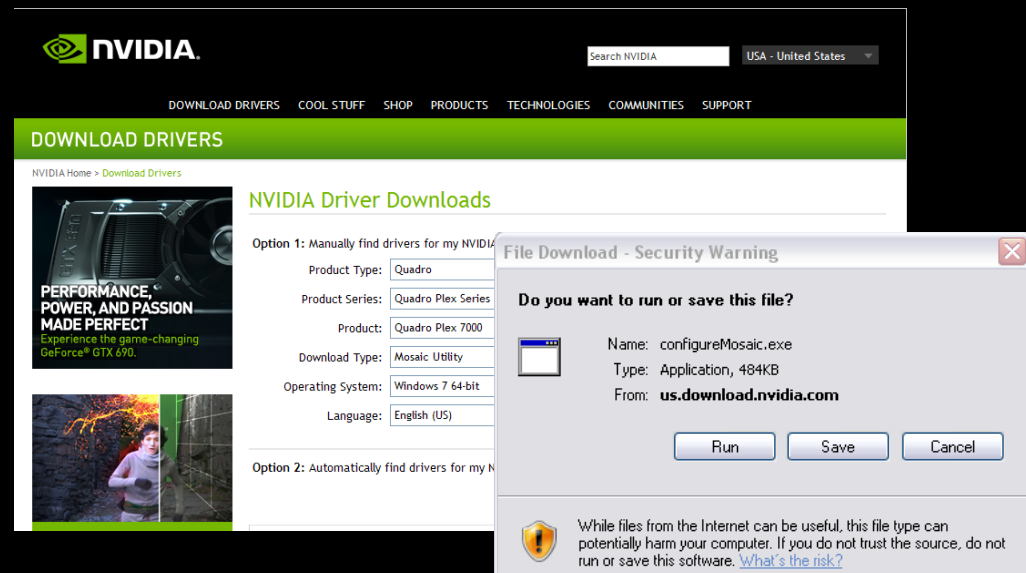 NVIDIA.
Search NVIDIA
USA - United States
DOWNLOAD DRIVERS COOL STUFF SHOP PRODUCTS TECHNOLOGIES COMMUNITIES SUPPORT
DOWNLOAD DRIVERS
NVIDIA Home > Download Drivers
GTX 690
PERFORMANCE,
POWER, AND PASSION
MADE PERFECT
Experience the game-changing
GeForce® GTX 690.
NVIDIA Driver Downloads
Option 1: Manually find drivers for my NVIDIA
Product Type: Quadro
Product Series: Quadro Plex Series
Product: Quadro Plex 7000
Download Type: Mosaic Utility
Operating System: Windows 7 64-bit
Language: English (US)
Option 2: Automatically find drivers for my N
File Download - Security Warning
Do you want to run or save this file?
Name: configureMosaic.exe
Type: Application, 484KB
From: us.download.nvidia.com
Run Save Cancel
While files from the Internet can be useful, this file type can
potentially harm your computer. If you do not trust the source, do not
run or save this software. What's the risk?